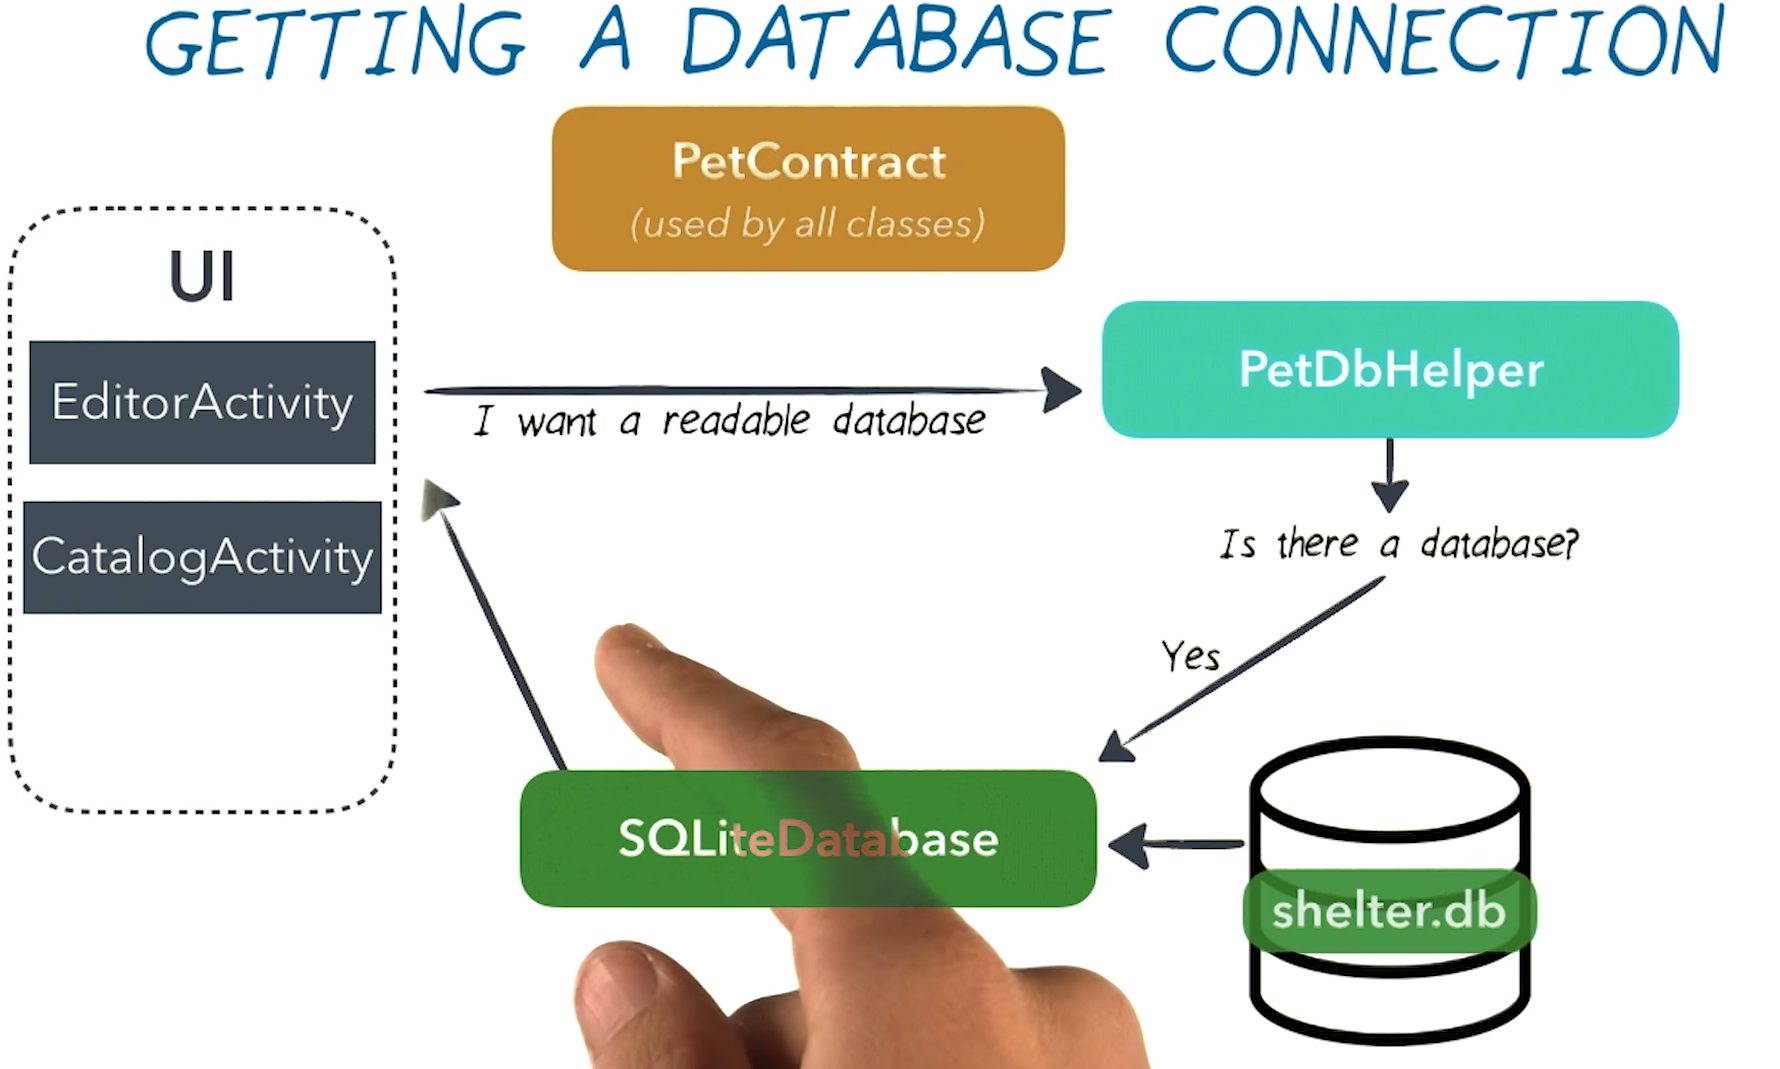 GETTING A DATABASE CONNECTION
PetContract
(used by all classes)
UI
EditorActivity
CatalogActivity
I want a readable database
PetDbHelper
Is there a database?
Yes
SQLiteDatabase
shelter.db